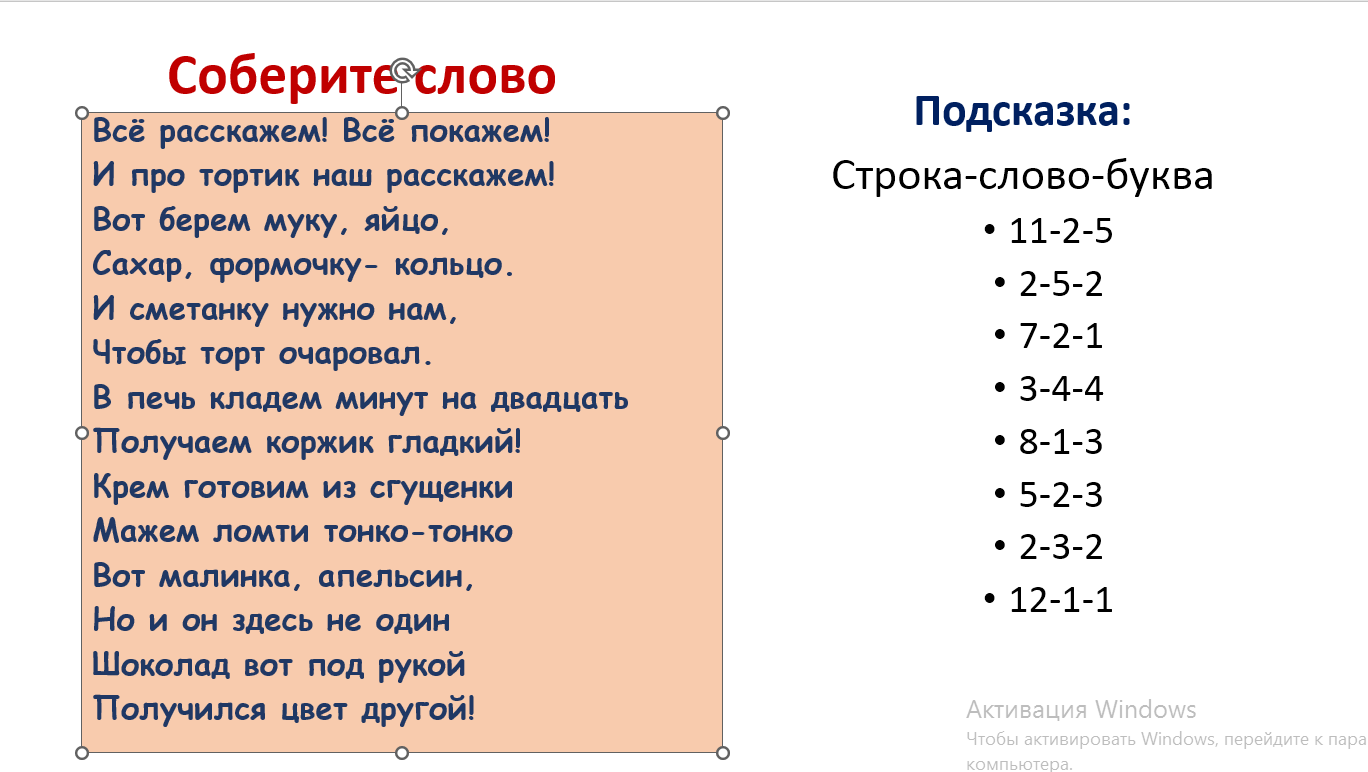 Соберите слово
Всё расскажем! Всё покажем!
И про тортик наш расскажем!
Вот берем муку, яйцо,
Сахар, формочку- кольцо.
И сметанку нужно нам,
Чтобы торт очаровал.
В печь кладем минут на двадцать
Получаем коржик гладкий!
Крем готовим из сгущенки
Мажем ломти тонко-тонко
Вот малинка, апельсин,
Но и он здесь не один
Шоколад вот под рукой
Получился цвет другой!
Подсказка:
Строка-слово-буква
• 11-2-5
• 2-5-2
• 7-2-1
• 3-4-4
• 8-1-3
• 5-2-3
• 2-3-2
• 12-1-1
Активация Windows
Чтобы активировать Windows, перейдите к пара
компьютера.